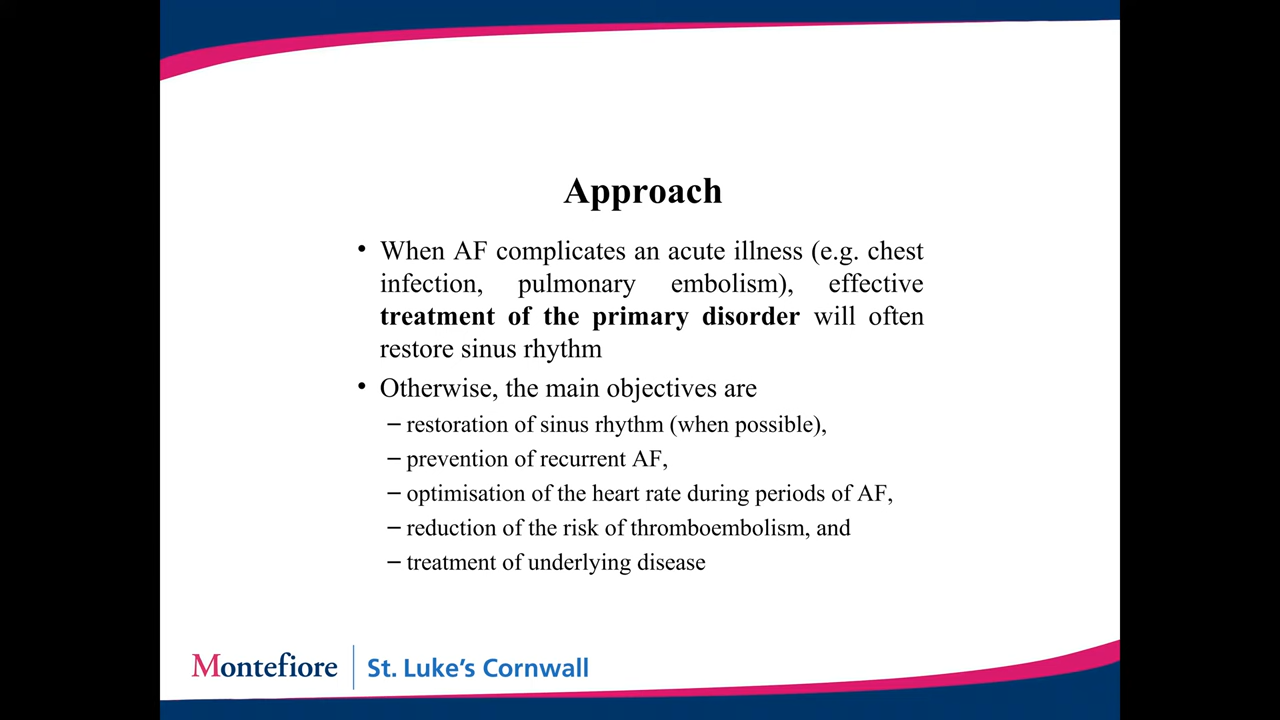 Approach
• When AF complicates an acute illness (e.g. chest
infection, pulmonary embolism), effective
treatment of the primary disorder will often
restore sinus rhythm
• Otherwise, the main objectives are
– restoration of sinus rhythm (when possible),
– prevention of recurrent AF,
– optimisation of the heart rate during periods of AF,
– reduction of the risk of thromboembolism, and
– treatment of underlying disease
Montefiore | St. Luke's Cornwall